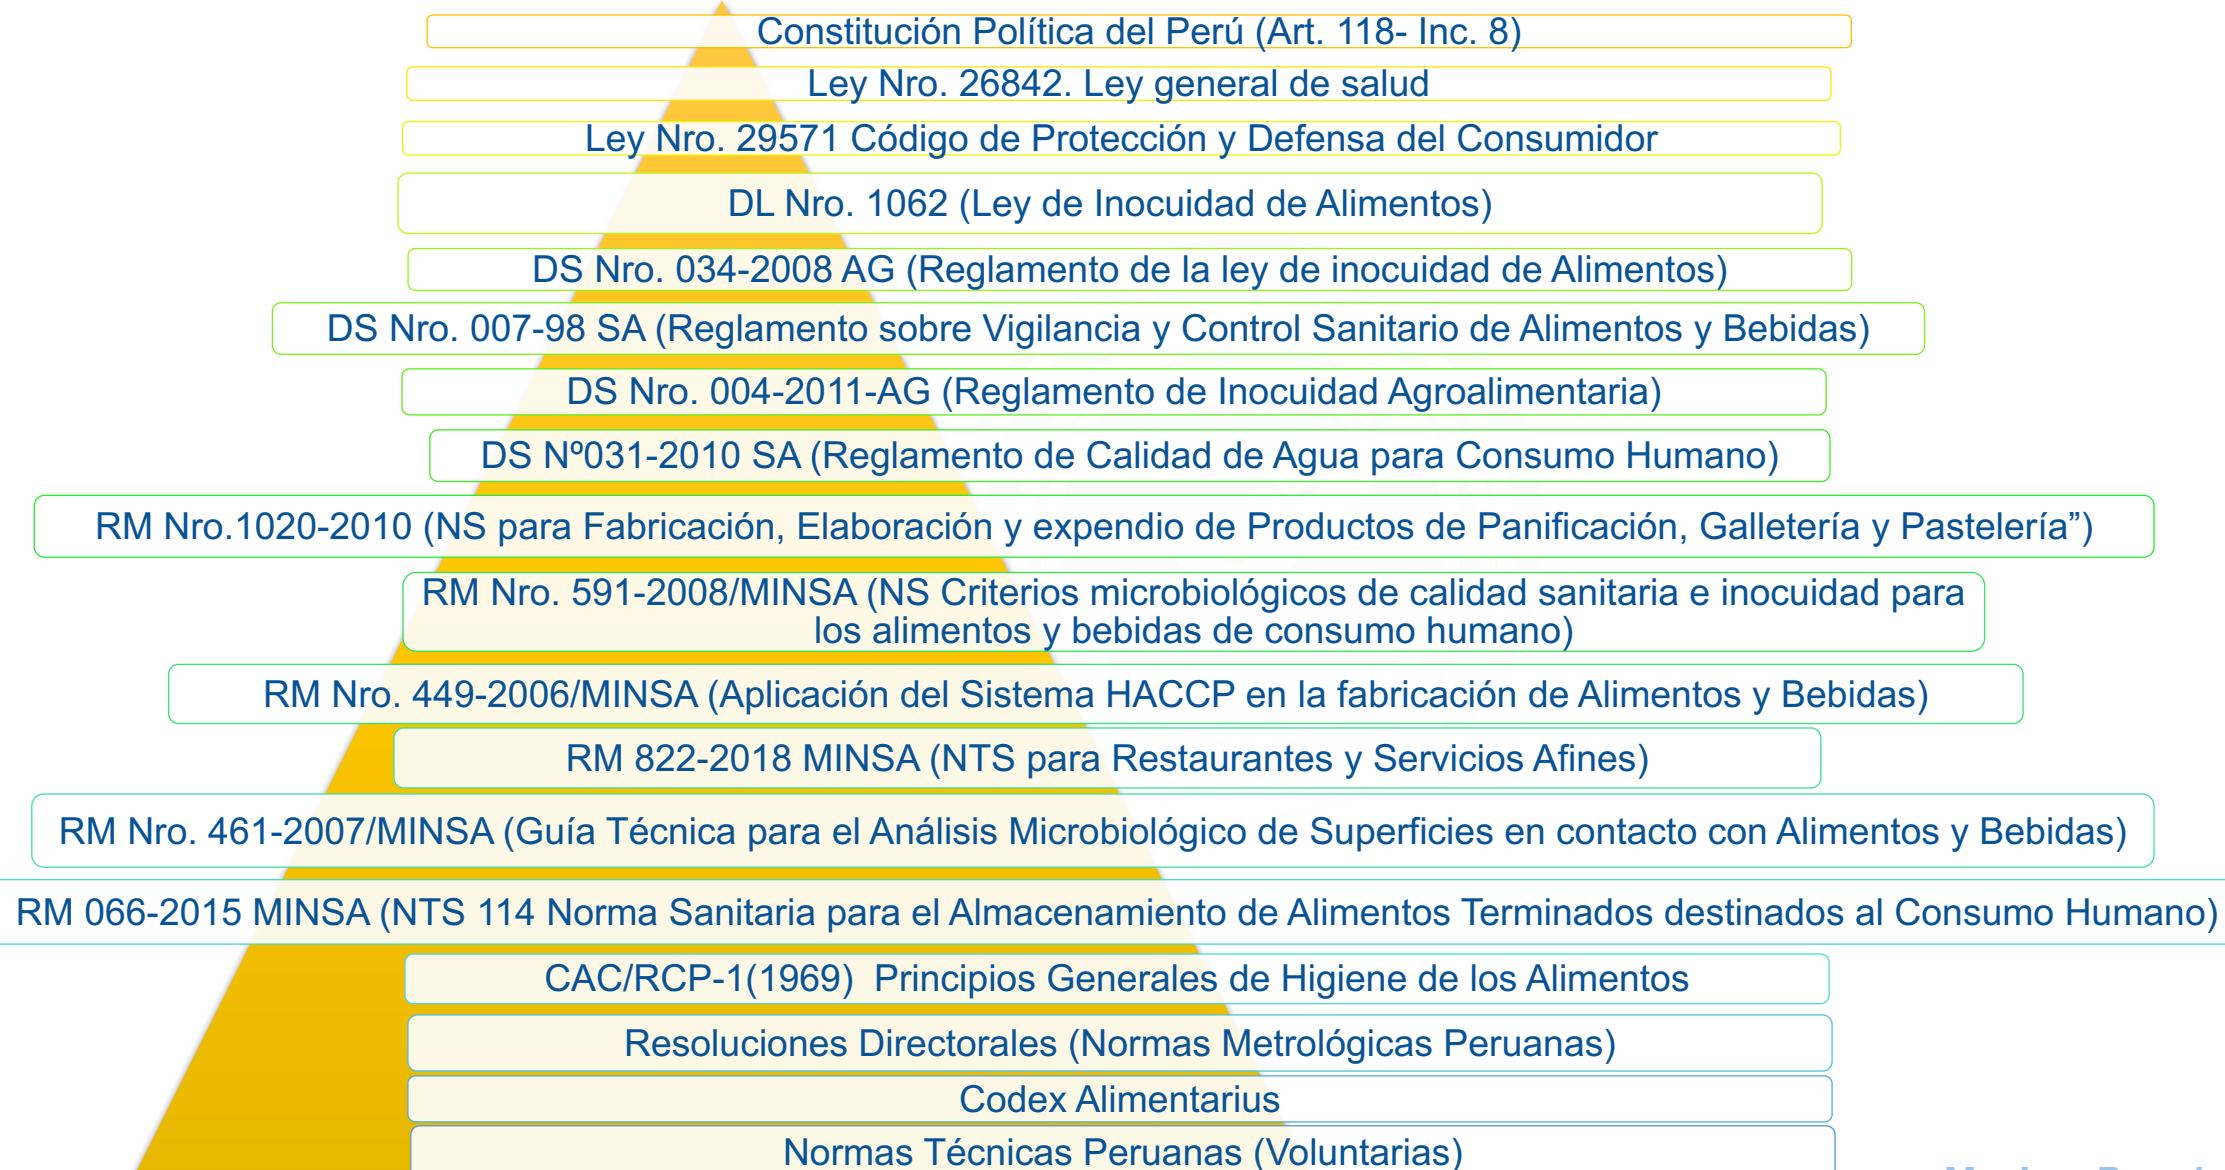 Constitución Política del Perú (Art. 118- Inc. 8)
Ley Nro. 26842. Ley general de salud
Ley Nro. 29571 Código de Protección y Defensa del Consumidor
DL Nro. 1062 (Ley de Inocuidad de Alimentos)
DS Nro. 034-2008 AG (Reglamento de la ley de inocuidad de Alimentos)
DS Nro. 007-98 SA (Reglamento sobre Vigilancia y Control Sanitario de Alimentos y Bebidas)
DS Nro. 004-2011-AG (Reglamento de Inocuidad Agroalimentaria)
DS Nº031-2010 SA (Reglamento de Calidad de Agua para Consumo Humano)
RM Nro.1020-2010 (NS para Fabricación, Elaboración y expendio de Productos de Panificación, Galletería y Pastelería”)
RM Nro. 591-2008/MINSA (NS Criterios microbiológicos de calidad sanitaria e inocuidad para
los alimentos y bebidas de consumo humano)
RM Nro. 449-2006/MINSA (Aplicación del Sistema HACCP en la fabricación de Alimentos y Bebidas)
RM 822-2018 MINSA (NTS para Restaurantes y Servicios Afines)
RM Nro. 461-2007/MINSA (Guía Técnica para el Análisis Microbiológico de Superficies en contacto con Alimentos y Bebidas)
RM 066-2015 MINSA (NTS 114 Norma Sanitaria para el Almacenamiento de Alimentos Terminados destinados al Consumo Humano)
CAC/RCP-1(1969) Principios Generales de Higiene de los Alimentos
Resoluciones Directorales (Normas Metrológicas Peruanas)
Codex Alimentarius
Normas Técnicas Peruanas (Voluntarias)